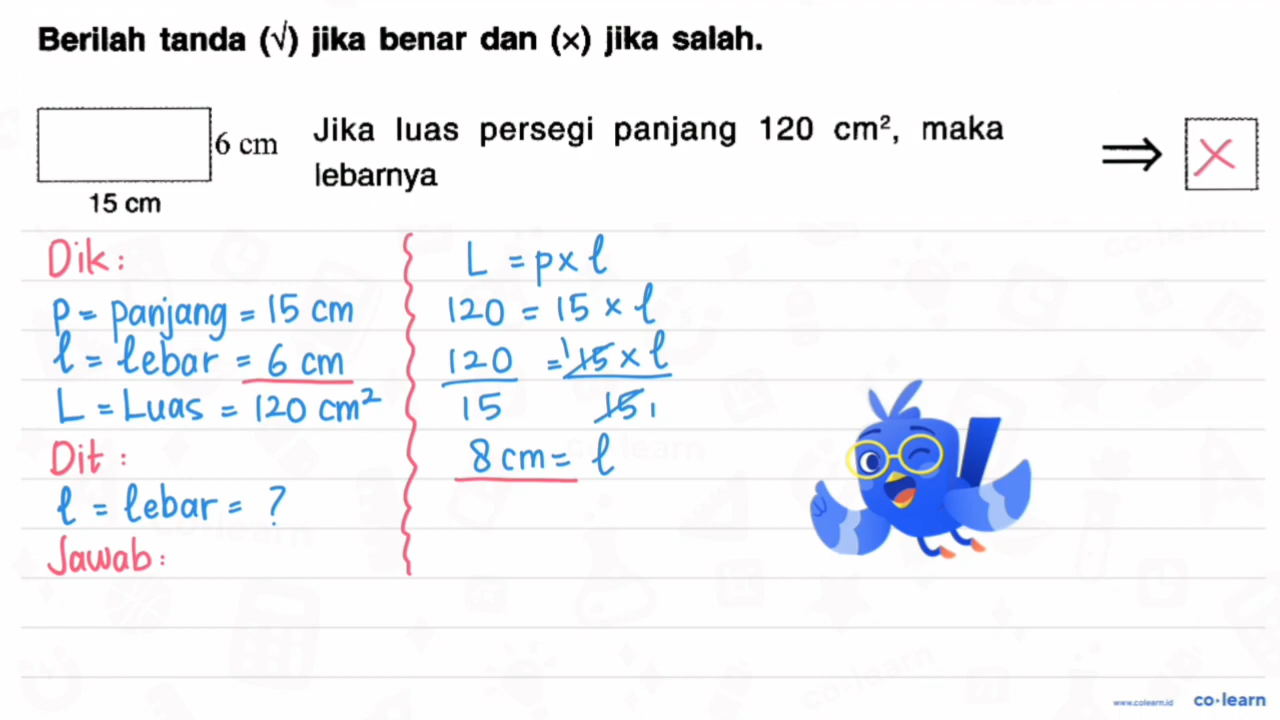 Berilah tanda (√) jika benar dan (×) jika salah.
6 cm
15 cm
Jika luas persegi panjang 120 cm², maka
lebarnya
⇒ ×
Dik:
P = panjang = 15 cm
l = lebar = 6 cm
L = Luas = 120 cm²
Dit:
l = lebar = ?
Jawab:
L = p × l
120 = 15 × l
120/15 = 15 × l/15
1 1
8 cm = l
www.colearn.id co·learn